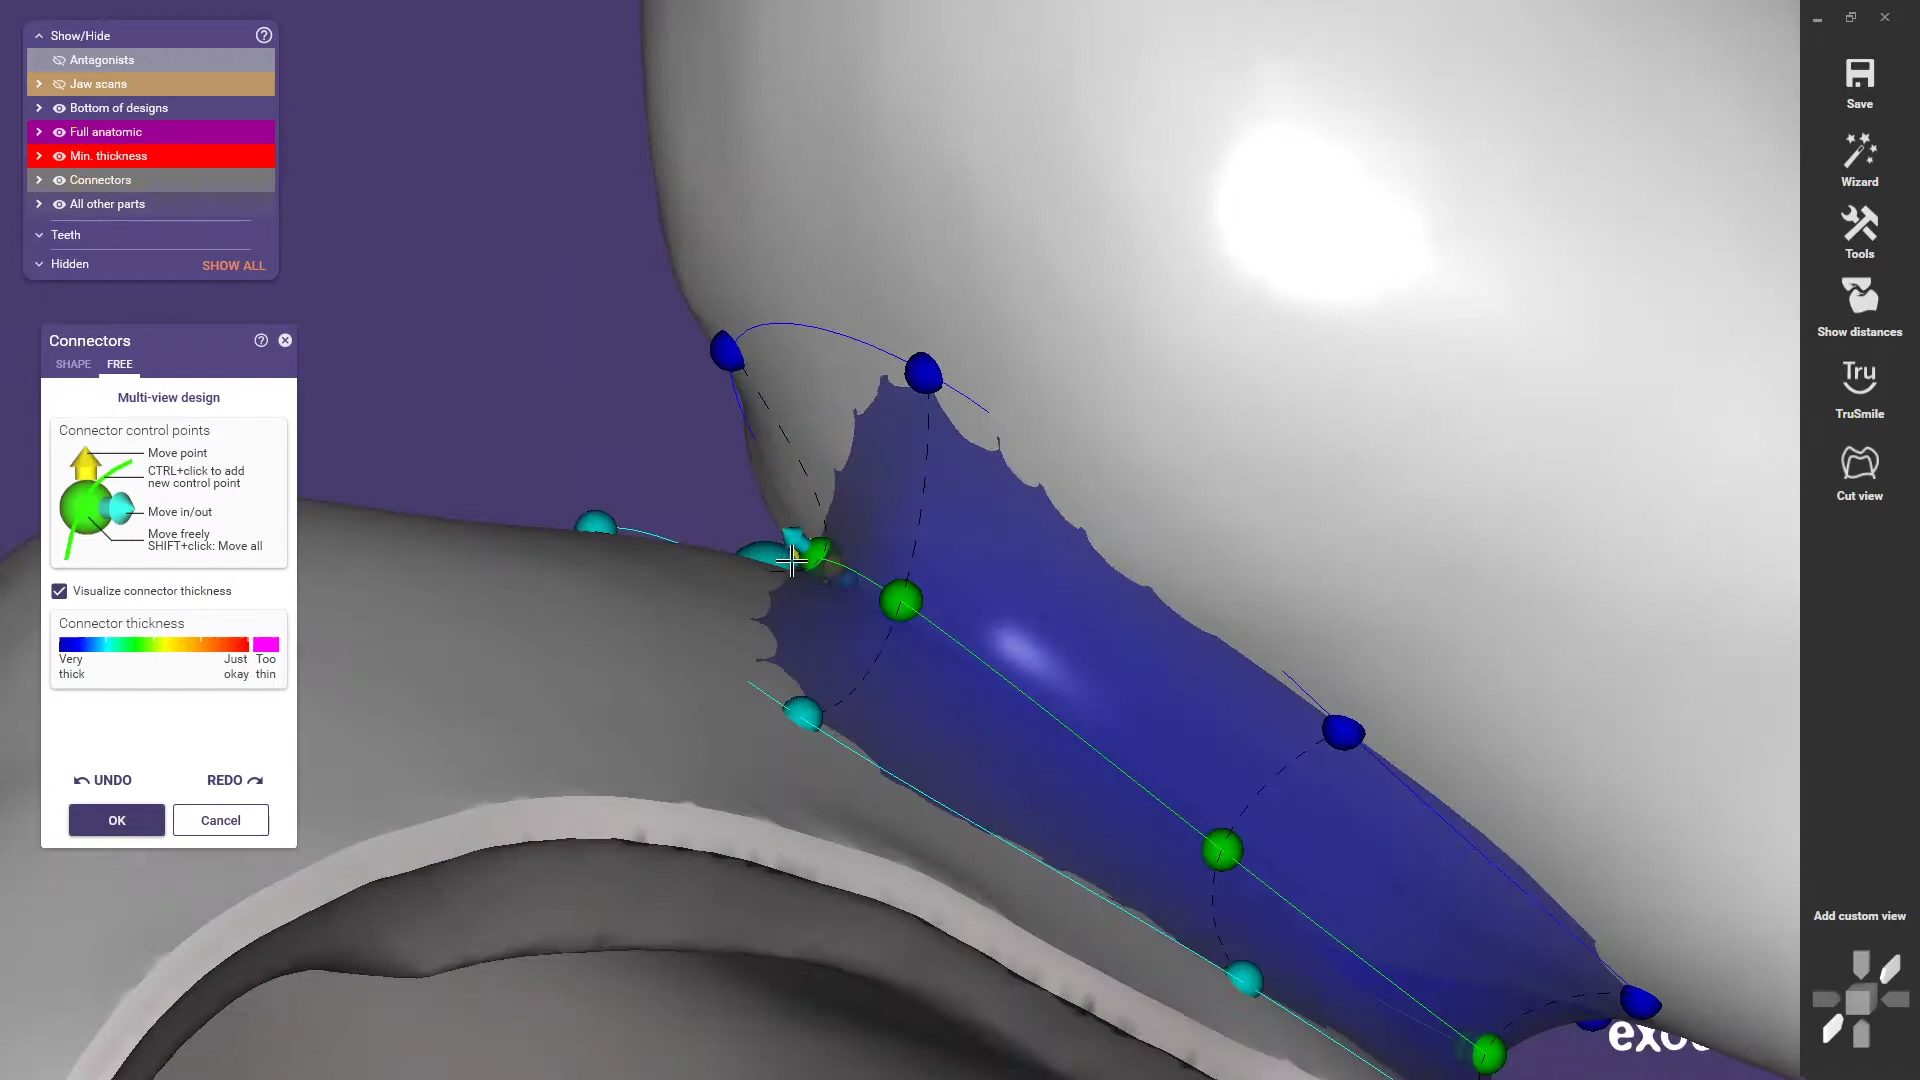 Show/Hide
Antagonists
Jaw scans
Bottom of designs
Full anatomic
Min. thickness
Connectors
All other parts
Teeth
Hidden
SHOW ALL
Connectors
SHAPE
FREE
Multi-view design
Connector control points
Move point
CTRL+click to add
new control point
Move in/out
Move freely
SHIFT+click: Move all
Visualize connector thickness
Connector thickness
Very
thick
Just
okay
Too
thin
UNDO
REDO
OK
Cancel
Save
Wizard
Tools
Show distances
Tru
TruSmile
Cut view
Add custom view